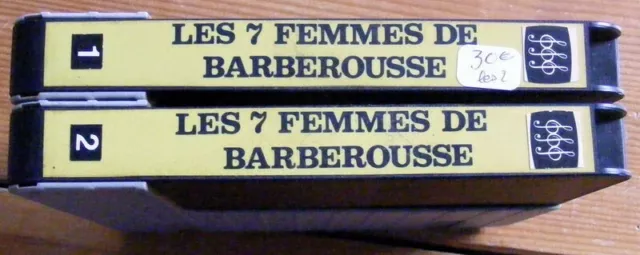 1
LES 7 FEMMES DE
BARBEROUSSE
30€
les 2
2
LES 7 FEMMES DE
BARBEROUSSE